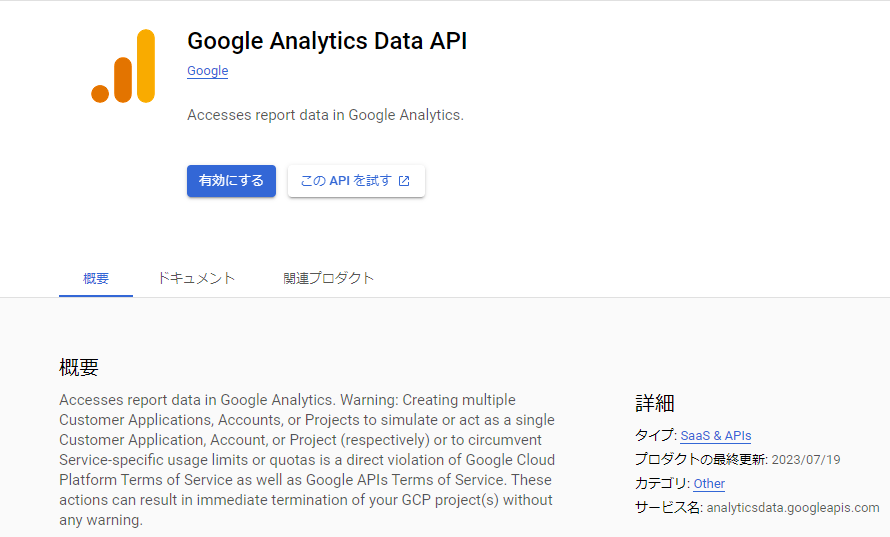 Google Analytics Data API
Google
Accesses report data in Google Analytics.
有効にする
この API を試す
概要
ドキュメント
関連プロダクト
概要
Accesses report data in Google Analytics. Warning: Creating multiple
Customer Applications, Accounts, or Projects to simulate or act as a single
Customer Application, Account, or Project (respectively) or to circumvent
Service-specific usage limits or quotas is a direct violation of Google Cloud
Platform Terms of Service as well as Google APIs Terms of Service. These
actions can result in immediate termination of your GCP project(s) without
any warning.
詳細
タイプ: SaaS & APIs
プロダクトの最終更新: 2023/07/19
カテゴリ: Other
サービス名: analyticsdata.googleapis.com